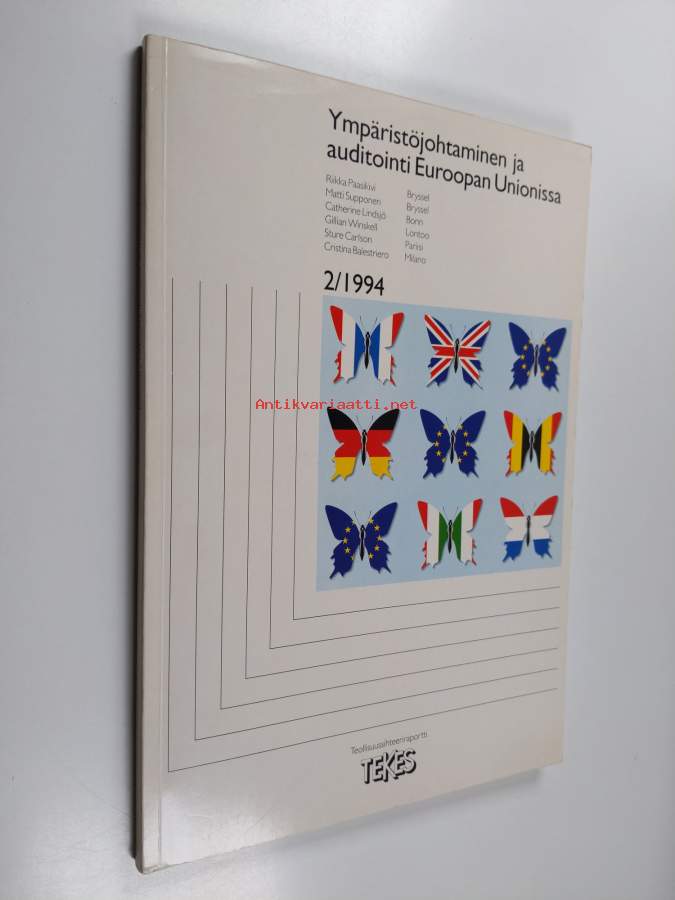 Ympäristöjohtaminen ja
auditointi Euroopan Unionissa
Riikka Paasikivi Bryssel
Matti Supponen Bryssel
Catherine Lindsjö Bonn
Gillian Winskell Lontoo
Sture Carlson Pariisi
Cristina Balestriero Milano
2/1994
Antikvariaatti.net
Teollisuussihteeriraportti
TEKES